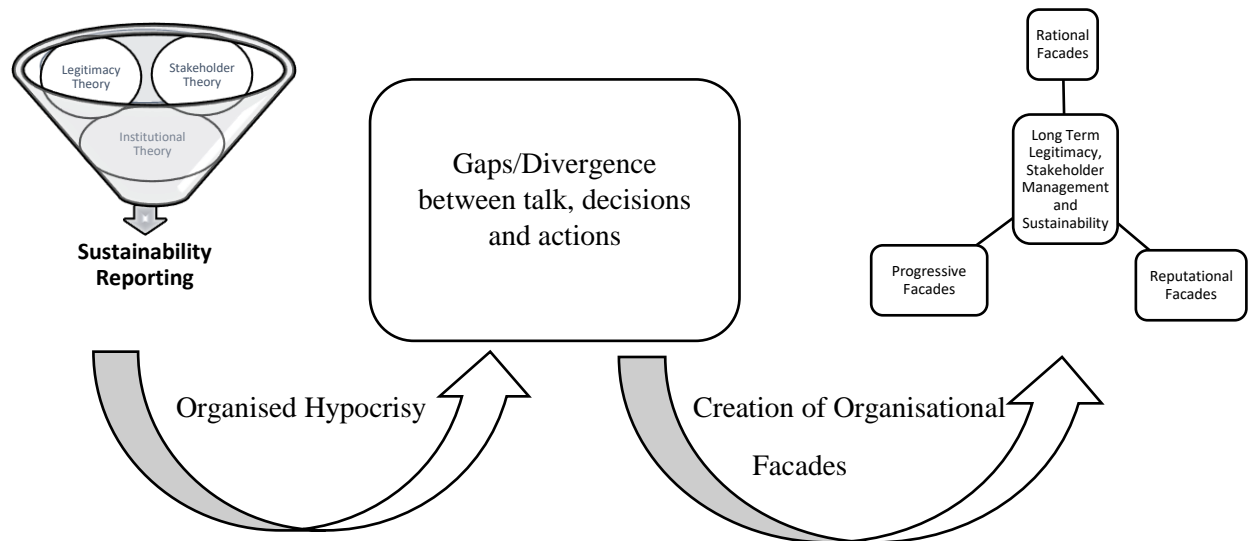 Legitimacy
Theory
Stakeholder
Theory
Institutional
Theory
Sustainability
Reporting
Gaps/Divergence
between talk, decisions
and actions
Rational
Facades
Long Term
Legitimacy,
Stakeholder
Management
and
Sustainability
Progressive
Facades
Reputational
Facades
Organised Hypocrisy
Creation of Organisational
Facades